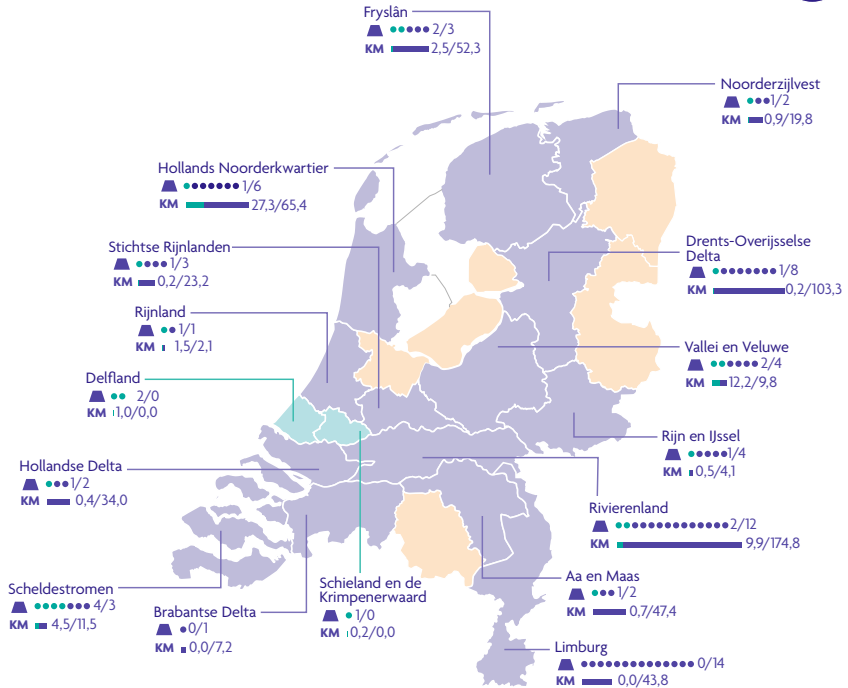 Fryslân
2/3
KM 2,5/52,3
Noorderzijlvest
1/2
KM 0,9/19,8
Hollands Noorderkwartier
1/6
KM 27,3/65,4
Stichtse Rijnlanden
1/3
KM 0,2/23,2
Drents-Overijsselse
Delta
1/8
KM 0,2/103,3
Rijnland
1/1
KM 1,5/2,1
Vallei en Veluwe
2/4
KM 12,2/9,8
Delfland
2/0
KM 1,0/0,0
Rijn en IJssel
1/4
KM 0,5/4,1
Hollandse Delta
1/2
KM 0,4/34,0
Rivierenland
2/12
KM 9,9/174,8
Scheldestromen
4/3
KM 4,5/11,5
Brabantse Delta
0/1
KM 0,0/7,2
Schieland en de
Krimpenerwaard
1/0
KM 0,2/0,0
Aa en Maas
1/2
KM 0,7/47,4
Limburg
0/14
KM 0,0/43,8